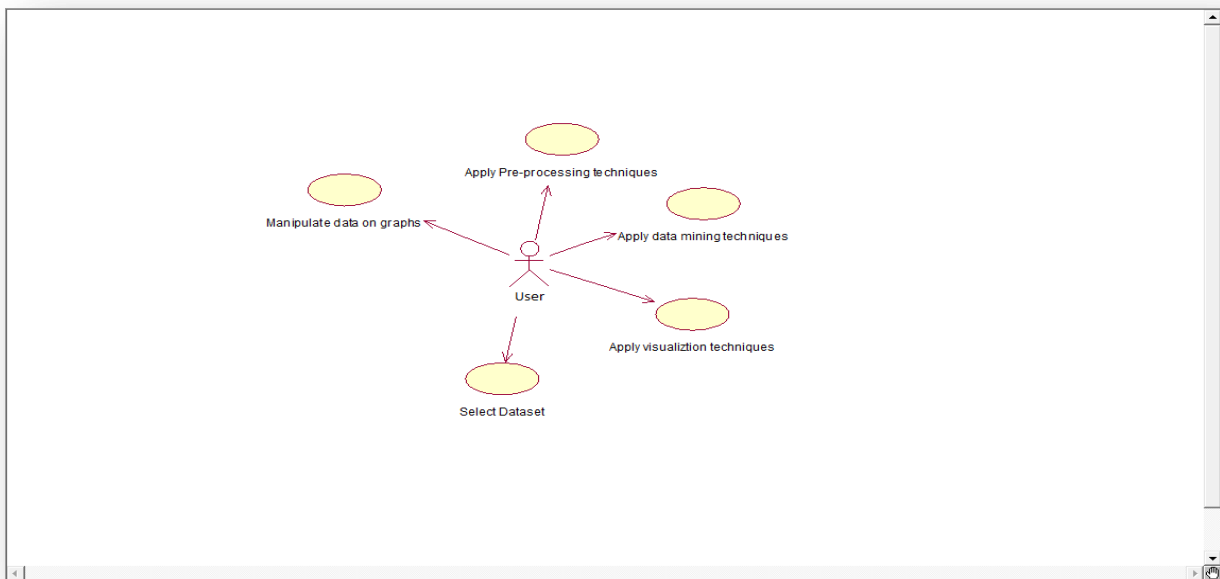 Apply Pre-processing techniques
Manipulate data on graphs
Apply data mining techniques
User
Apply visualiztion techniques
Select Dataset